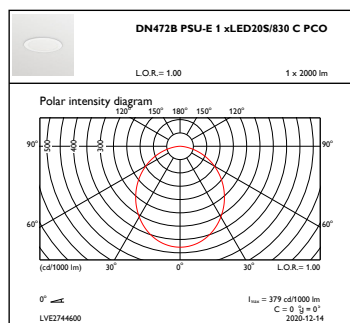 DN472B PSU-E 1 xLED20S/830 C PCO
L.O.R.= 1.00 1 x 2000 lm
Polar intensity diagram
120° 150° 180° 150° 120°
90° 500 400 300 90°
60° 60°
(cd/1000 lm) 30° 0° 30° L.O.R.= 1.00
0° Imax = 379 cd/1000 lm
C = 0 °g = 0°
LVE2744600 2020-12-14